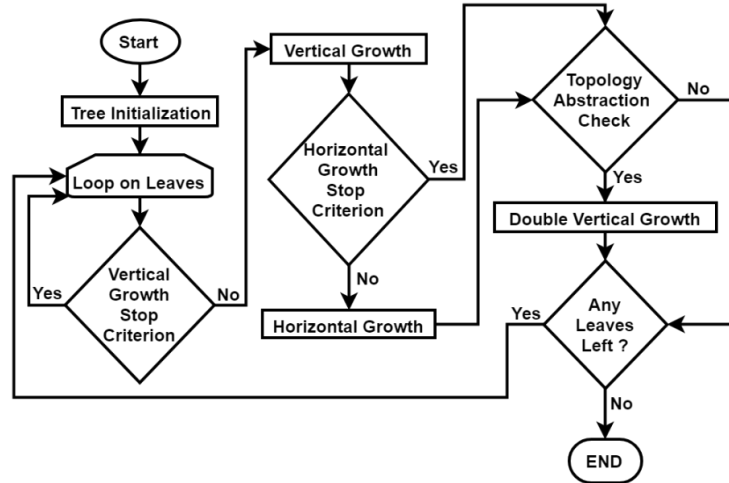 Start
Tree Initialization
Loop on Leaves
Vertical
Growth
Stop
Criterion
Yes
No
Vertical Growth
Horizontal
Growth
Stop
Criterion
Yes
No
Horizontal Growth
Topology
Abstraction
Check
No
Yes
Double Vertical Growth
Any
Leaves
Left ?
Yes
No
END